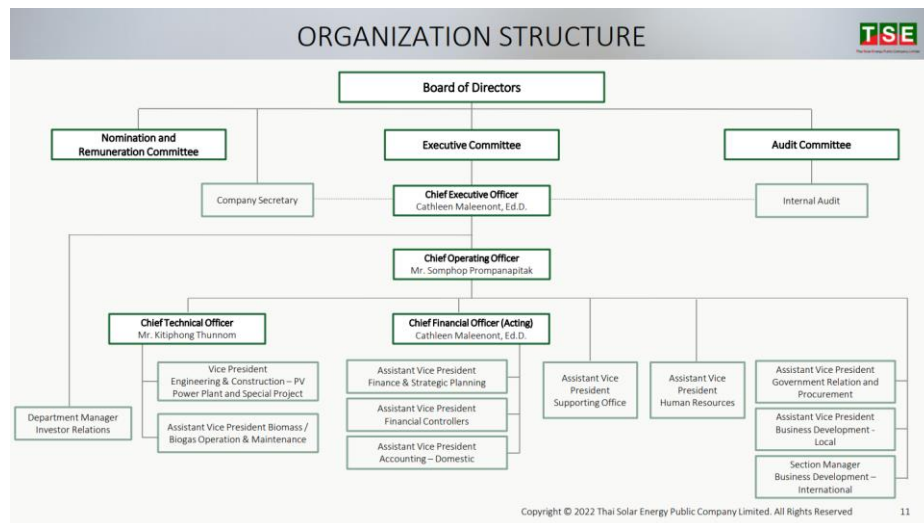 ORGANIZATION STRUCTURE
TSE
Board of Directors
Nomination and
Remuneration Committee
Executive Committee
Audit Committee
Company Secretary
Chief Executive Officer
Cathleen Maleenont, Ed.D.
Internal Audit
Chief Operating Officer
Mr. Somphop Prompanapitak
Chief Technical Officer
Mr. Kitiphong Thunnom
Chief Financial Officer (Acting)
Cathleen Maleenont, Ed.D.
Vice President
Engineering & Construction – PV
Power Plant and Special Project
Assistant Vice President
Finance & Strategic Planning
Assistant Vice
President
Supporting Office
Assistant Vice
President
Human Resources
Assistant Vice President
Government Relation and
Procurement
Department Manager
Investor Relations
Assistant Vice President Biomass /
Biogas Operation & Maintenance
Assistant Vice President
Financial Controllers
Assistant Vice President
Accounting – Domestic
Assistant Vice President
Business Development -
Local
Section Manager
Business Development –
International
Copyright © 2022 Thai Solar Energy Public Company Limited. All Rights Reserved
11